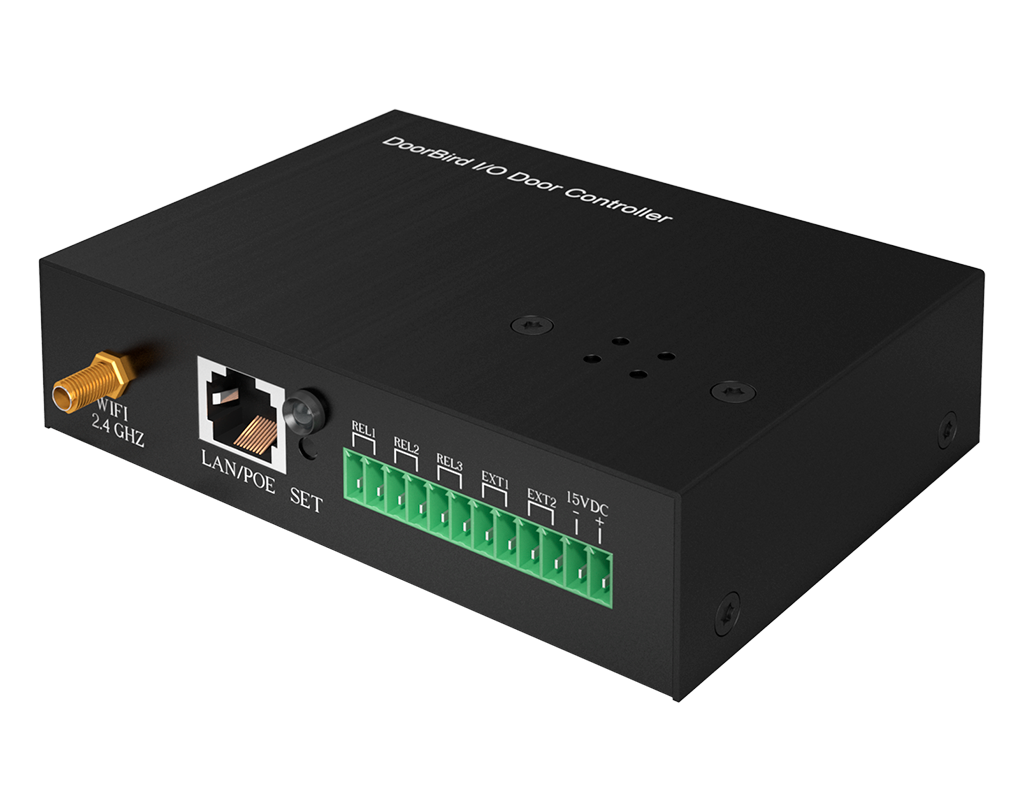 DoorBird I/O Door Controller
WIFI
2.4 GHZ
LAN/POE
SET
REL1
REL2
REL3
EXT1
EXT2
15VDC
- +